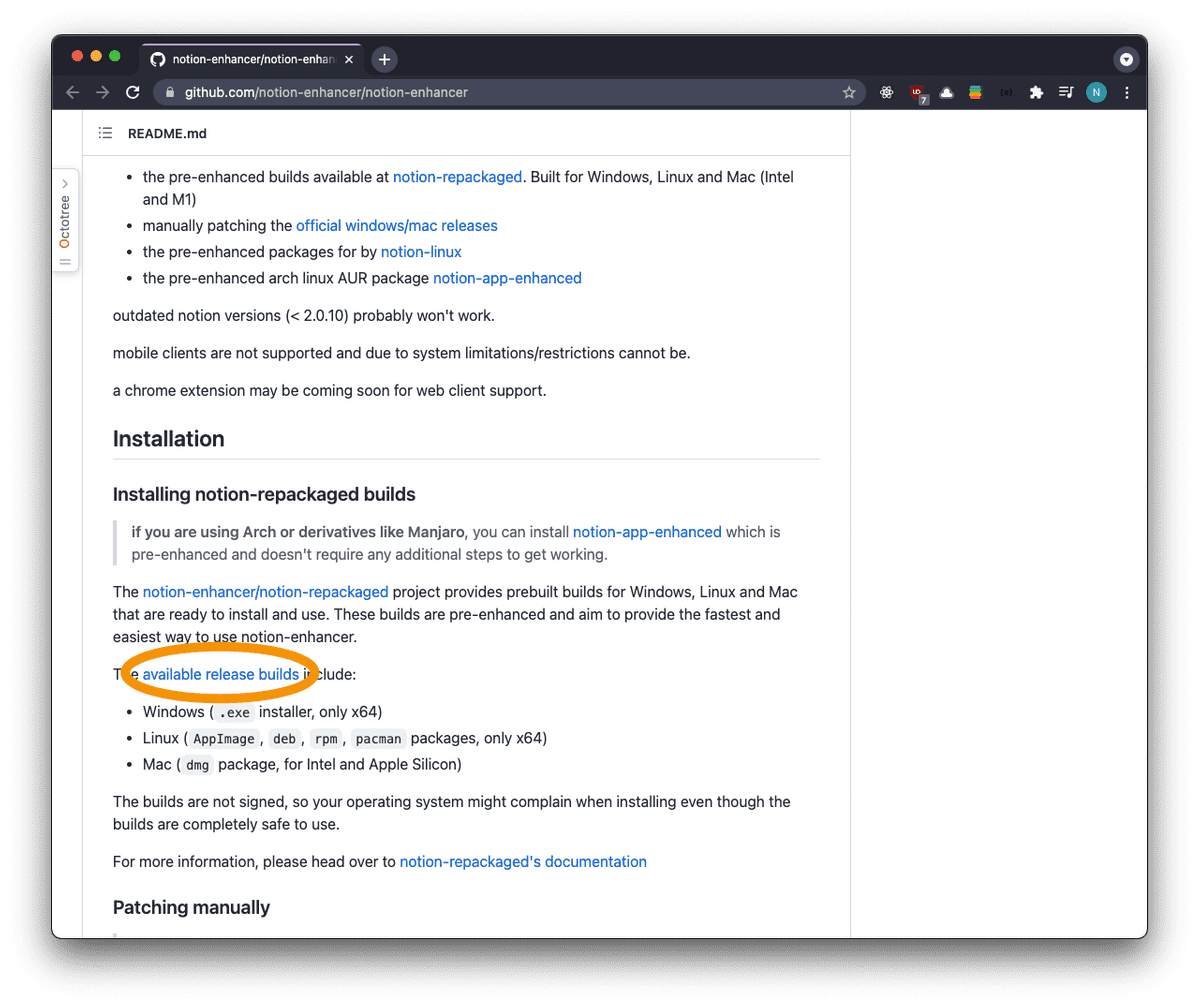 notion-enhancer/notion-enhan
github.com/notion-enhancer/notion-enhancer
7
N
README.md
Octotree
the pre-enhanced builds available at notion-repackaged. Built for Windows, Linux and Mac (Intel
and M1)
manually patching the official windows/mac releases
the pre-enhanced packages for by notion-linux
the pre-enhanced arch linux AUR package notion-app-enhanced
outdated notion versions (< 2.0.10) probably won't work.
mobile clients are not supported and due to system limitations/restrictions cannot be.
a chrome extension may be coming soon for web client support.
Installation
Installing notion-repackaged builds
if you are using Arch or derivatives like Manjaro, you can install notion-app-enhanced which is
pre-enhanced and doesn't require any additional steps to get working.
The notion-enhancer/notion-repackaged project provides prebuilt builds for Windows, Linux and Mac
that are ready to install and use. These builds are pre-enhanced and aim to provide the fastest and
easiest way to use notion-enhancer.
The available release builds include:
Windows ( .exe installer, only x64)
Linux ( AppImage , deb , rpm , pacman packages, only x64)
Mac ( dmg package, for Intel and Apple Silicon)
The builds are not signed, so your operating system might complain when installing even though the
builds are completely safe to use.
For more information, please head over to notion-repackaged's documentation
Patching manually